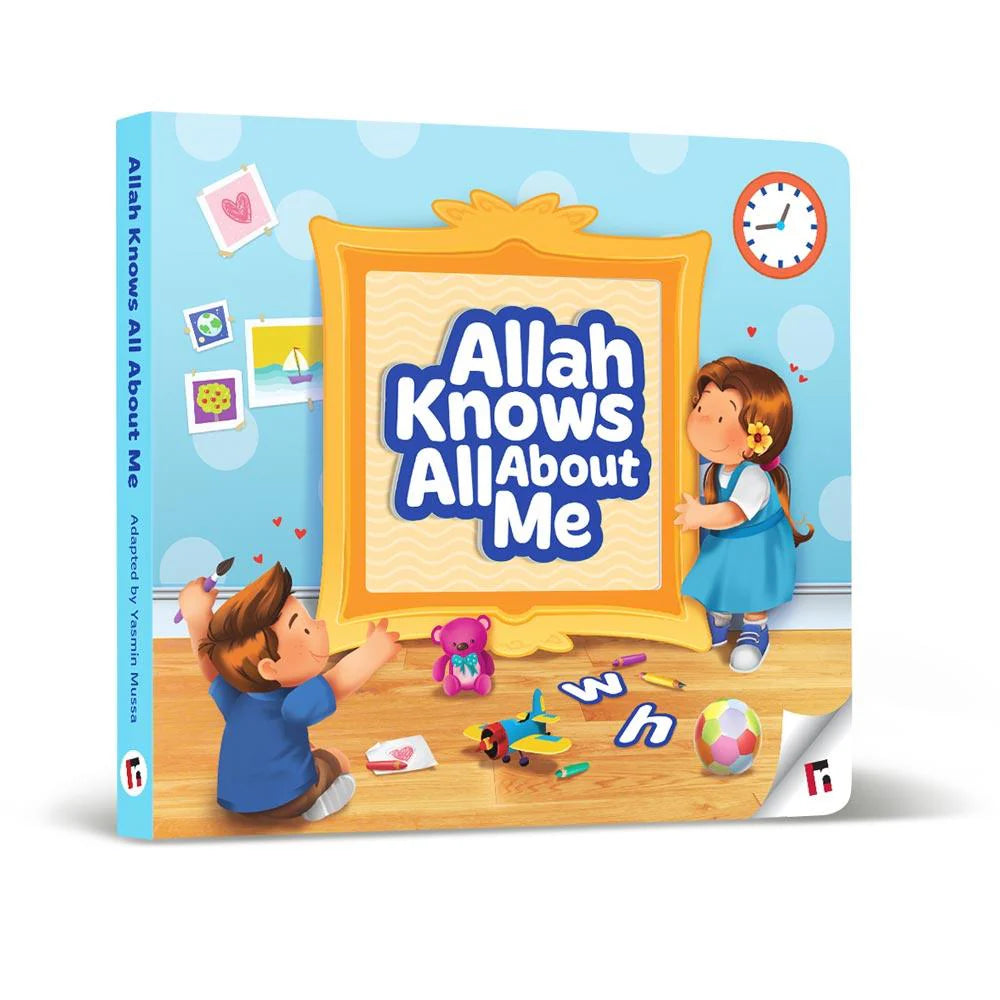 Allah Knows All About Me
Adapted by Yasmin Mussa
Allah
Knows
All About
Me
w
h